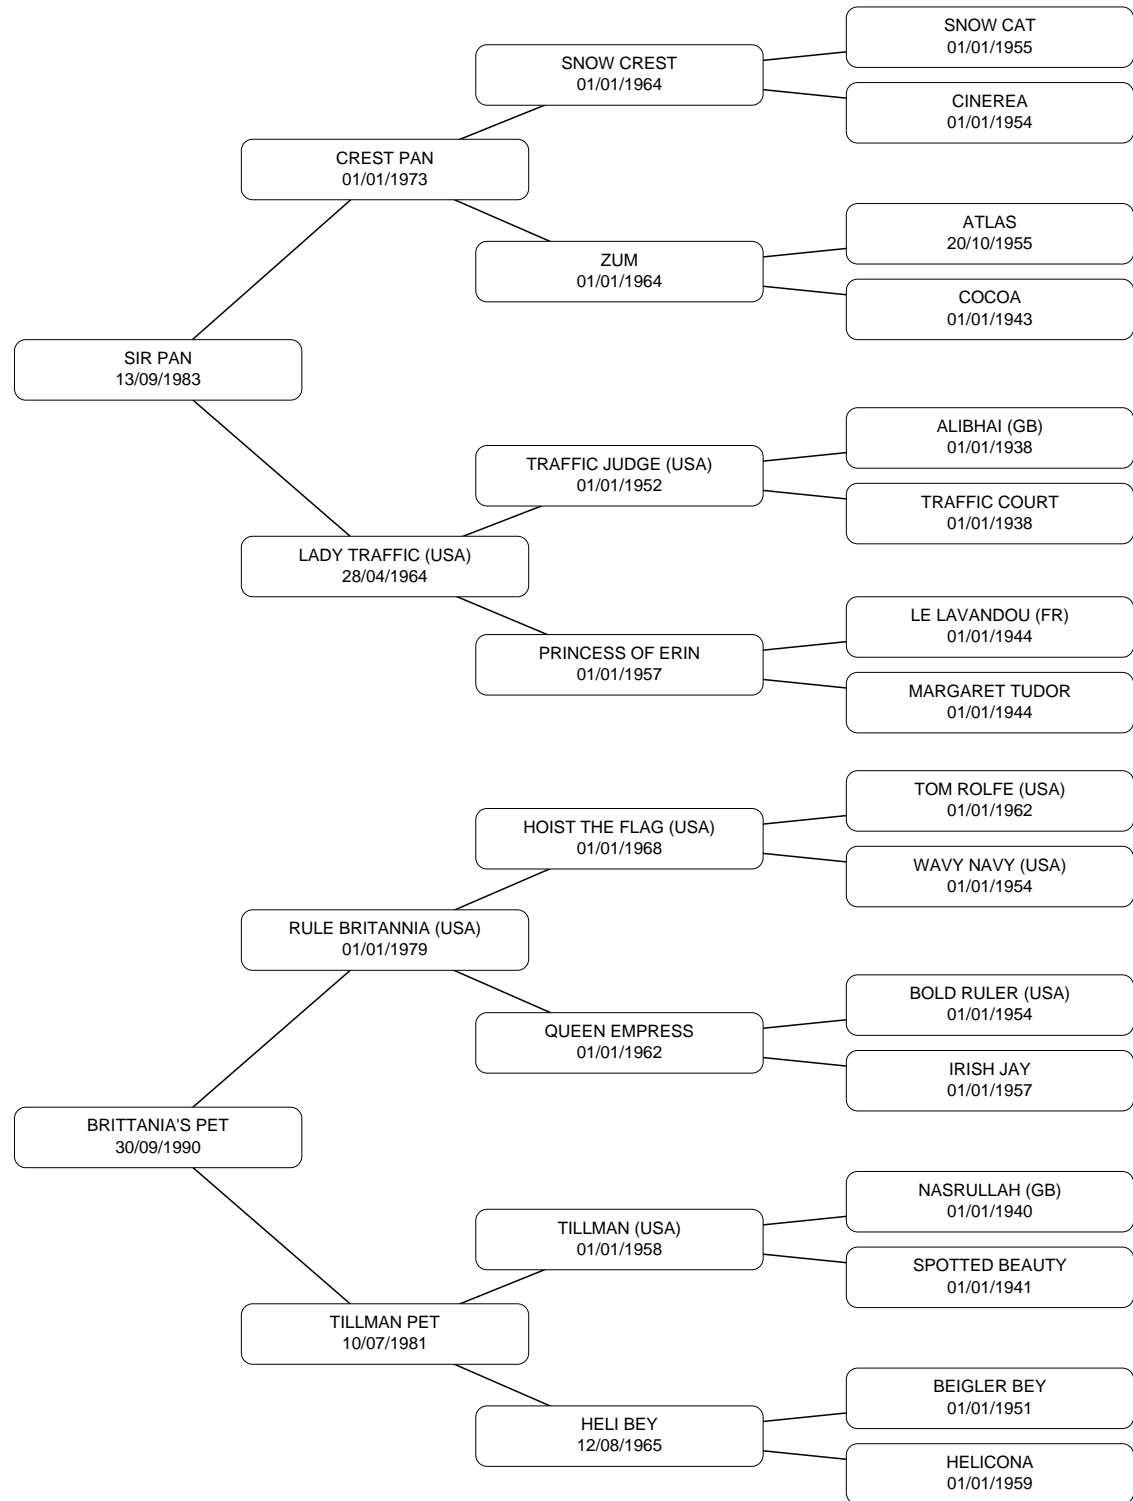 SNOW CAT
01/01/1955
SNOW CREST
01/01/1964
CINEREA
01/01/1954
CREST PAN
01/01/1973
ATLAS
20/10/1955
ZUM
01/01/1964
COCOA
01/01/1943
SIR PAN
13/09/1983
ALIBHAI (GB)
01/01/1938
TRAFFIC JUDGE (USA)
01/01/1952
TRAFFIC COURT
01/01/1938
LADY TRAFFIC (USA)
28/04/1964
LE LAVANDOU (FR)
01/01/1944
PRINCESS OF ERIN
01/01/1957
MARGARET TUDOR
01/01/1944
TOM ROLFE (USA)
01/01/1962
HOIST THE FLAG (USA)
01/01/1968
WAVY NAVY (USA)
01/01/1954
RULE BRITANNIA (USA)
01/01/1979
BOLD RULER (USA)
01/01/1954
QUEEN EMPRESS
01/01/1962
IRISH JAY
01/01/1957
BRITTANIA'S PET
30/09/1990
NASRULLAH (GB)
01/01/1940
TILLMAN (USA)
01/01/1958
SPOTTED BEAUTY
01/01/1941
TILLMAN PET
10/07/1981
BEIGLER BEY
01/01/1951
HELI BEY
12/08/1965
HELICONA
01/01/1959